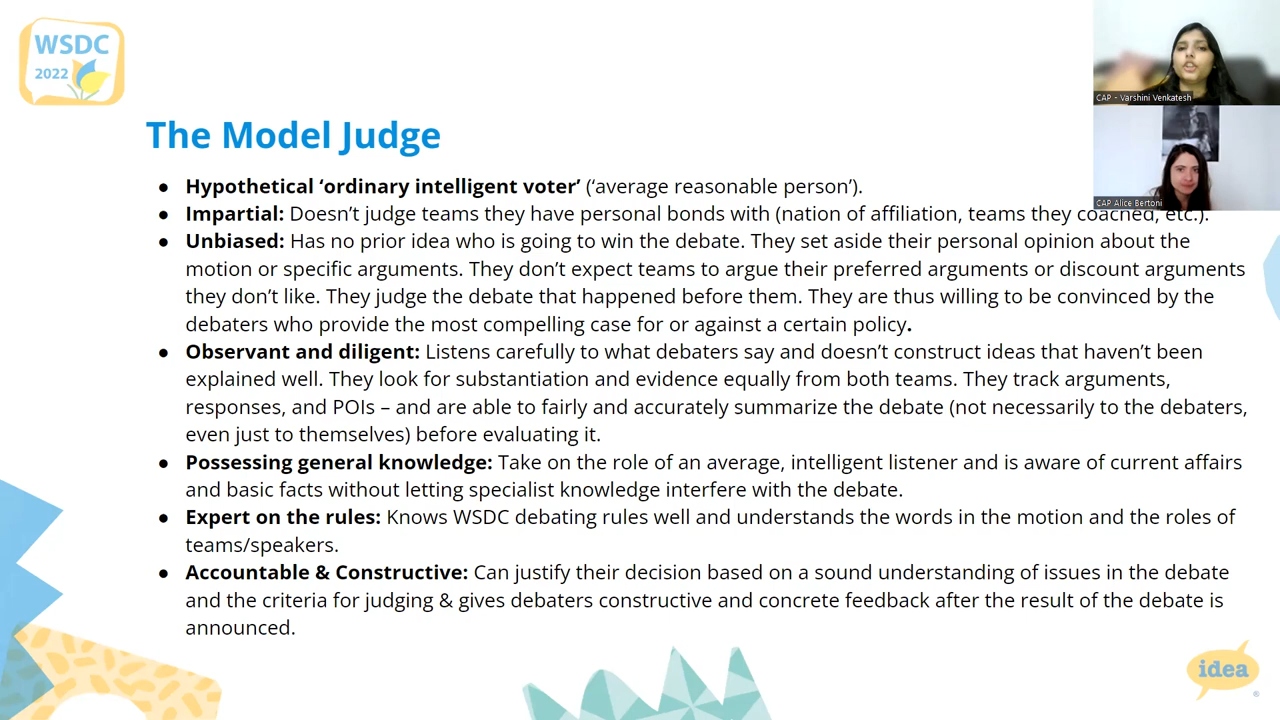 WSDC
2022
CAP - Varshini Venkatesh
The Model Judge
● Hypothetical ‘ordinary intelligent voter’ (‘average reasonable person’).
CAP Alice Bertoni
● Impartial: Doesn’t judge teams they have personal bonds with (nation of affiliation, teams they coached, etc.).
● Unbiased: Has no prior idea who is going to win the debate. They set aside their personal opinion about the
motion or specific arguments. They don’t expect teams to argue their preferred arguments or discount arguments
they don’t like. They judge the debate that happened before them. They are thus willing to be convinced by the
debaters who provide the most compelling case for or against a certain policy.
● Observant and diligent: Listens carefully to what debaters say and doesn’t construct ideas that haven’t been
explained well. They look for substantiation and evidence equally from both teams. They track arguments,
responses, and POIs – and are able to fairly and accurately summarize the debate (not necessarily to the debaters,
even just to themselves) before evaluating it.
● Possessing general knowledge: Take on the role of an average, intelligent listener and is aware of current affairs
and basic facts without letting specialist knowledge interfere with the debate.
● Expert on the rules: Knows WSDC debating rules well and understands the words in the motion and the roles of
teams/speakers.
● Accountable & Constructive: Can justify their decision based on a sound understanding of issues in the debate
and the criteria for judging & gives debaters constructive and concrete feedback after the result of the debate is
announced.
idea
®